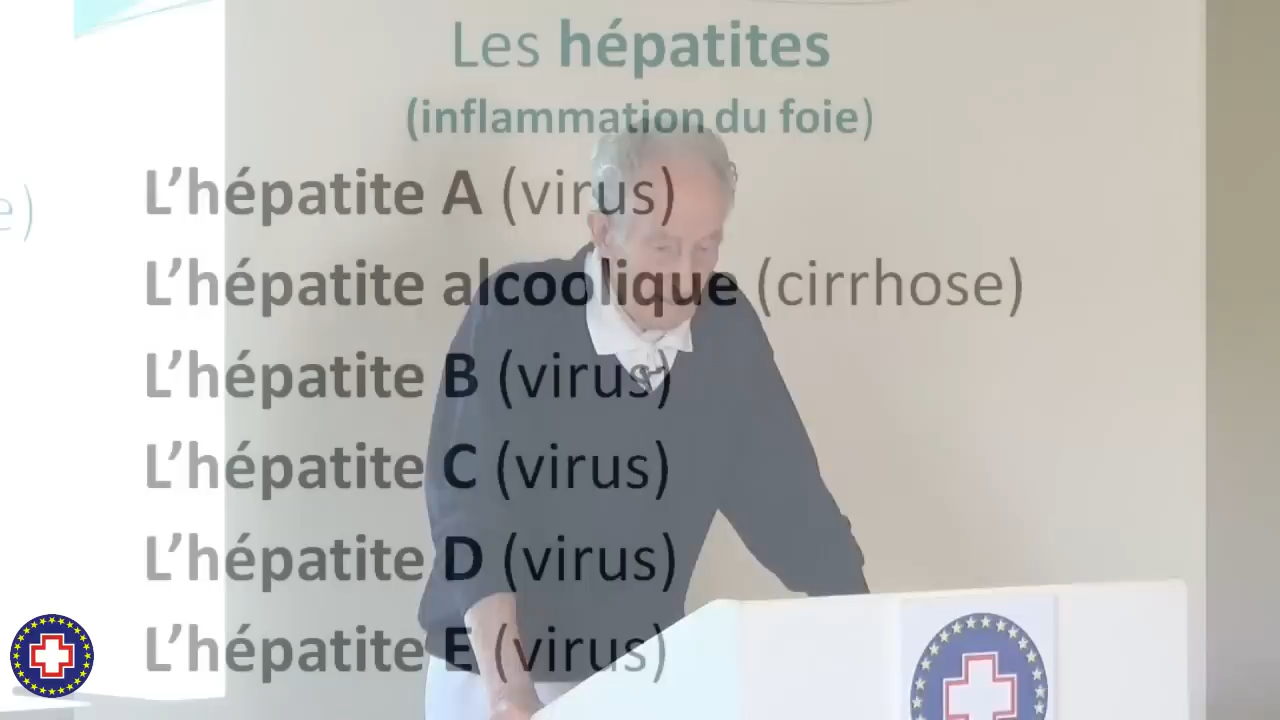 Les hépatites
(inflammation du foie)
e)
L’hépatite A (virus)
L’hépatite alcoolique (cirrhose)
L’hépatite B (virus)
L’hépatite C (virus)
L’hépatite D (virus)
L’hépatite E (virus)